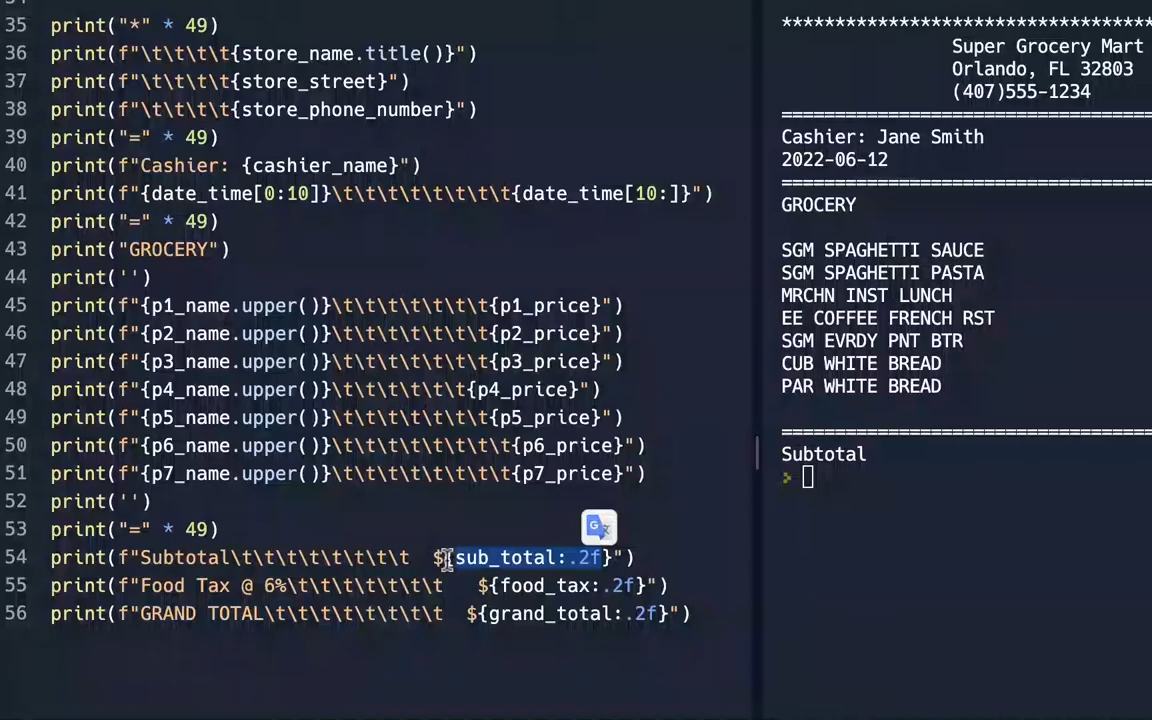 35 print("*" * 49)
36 print(f"\t\t\t\t{store_name.title()}")
37 print(f"\t\t\t\t{store_street}")
38 print(f"\t\t\t\t{store_phone_number}")
39 print("=" * 49)
40 print(f"Cashier: {cashier_name}")
41 print(f"{date_time[0:10]}\t\t\t\t\t\t\t\t{date_time[10:]}")
42 print("=" * 49)
43 print("GROCERY")
44 print('')
45 print(f"{p1_name.upper()}\t\t\t\t\t\t\t{p1_price}")
46 print(f"{p2_name.upper()}\t\t\t\t\t\t\t{p2_price}")
47 print(f"{p3_name.upper()}\t\t\t\t\t\t\t{p3_price}")
48 print(f"{p4_name.upper()}\t\t\t\t\t\t{p4_price}")
49 print(f"{p5_name.upper()}\t\t\t\t\t\t\t{p5_price}")
50 print(f"{p6_name.upper()}\t\t\t\t\t\t\t\t{p6_price}")
51 print(f"{p7_name.upper()}\t\t\t\t\t\t\t\t{p7_price}")
52 print('')
53 print("=" * 49)
54 print(f"Subtotal\t\t\t\t\t\t\t\t  ${sub_total:.2f}")
55 print(f"Food Tax @ 6%\t\t\t\t\t\t\t   ${food_tax:.2f}")
56 print(f"GRAND TOTAL\t\t\t\t\t\t\t\t  ${grand_total:.2f}")
***********************************
Super Grocery Mart
Orlando, FL 32803
(407)555-1234
===================================
Cashier: Jane Smith
2022-06-12
===================================
GROCERY
SGM SPAGHETTI SAUCE
SGM SPAGHETTI PASTA
MRCHN INST LUNCH
EE COFFEE FRENCH RST
SGM EVRDY PNT BTR
CUB WHITE BREAD
PAR WHITE BREAD
===================================
Subtotal
>